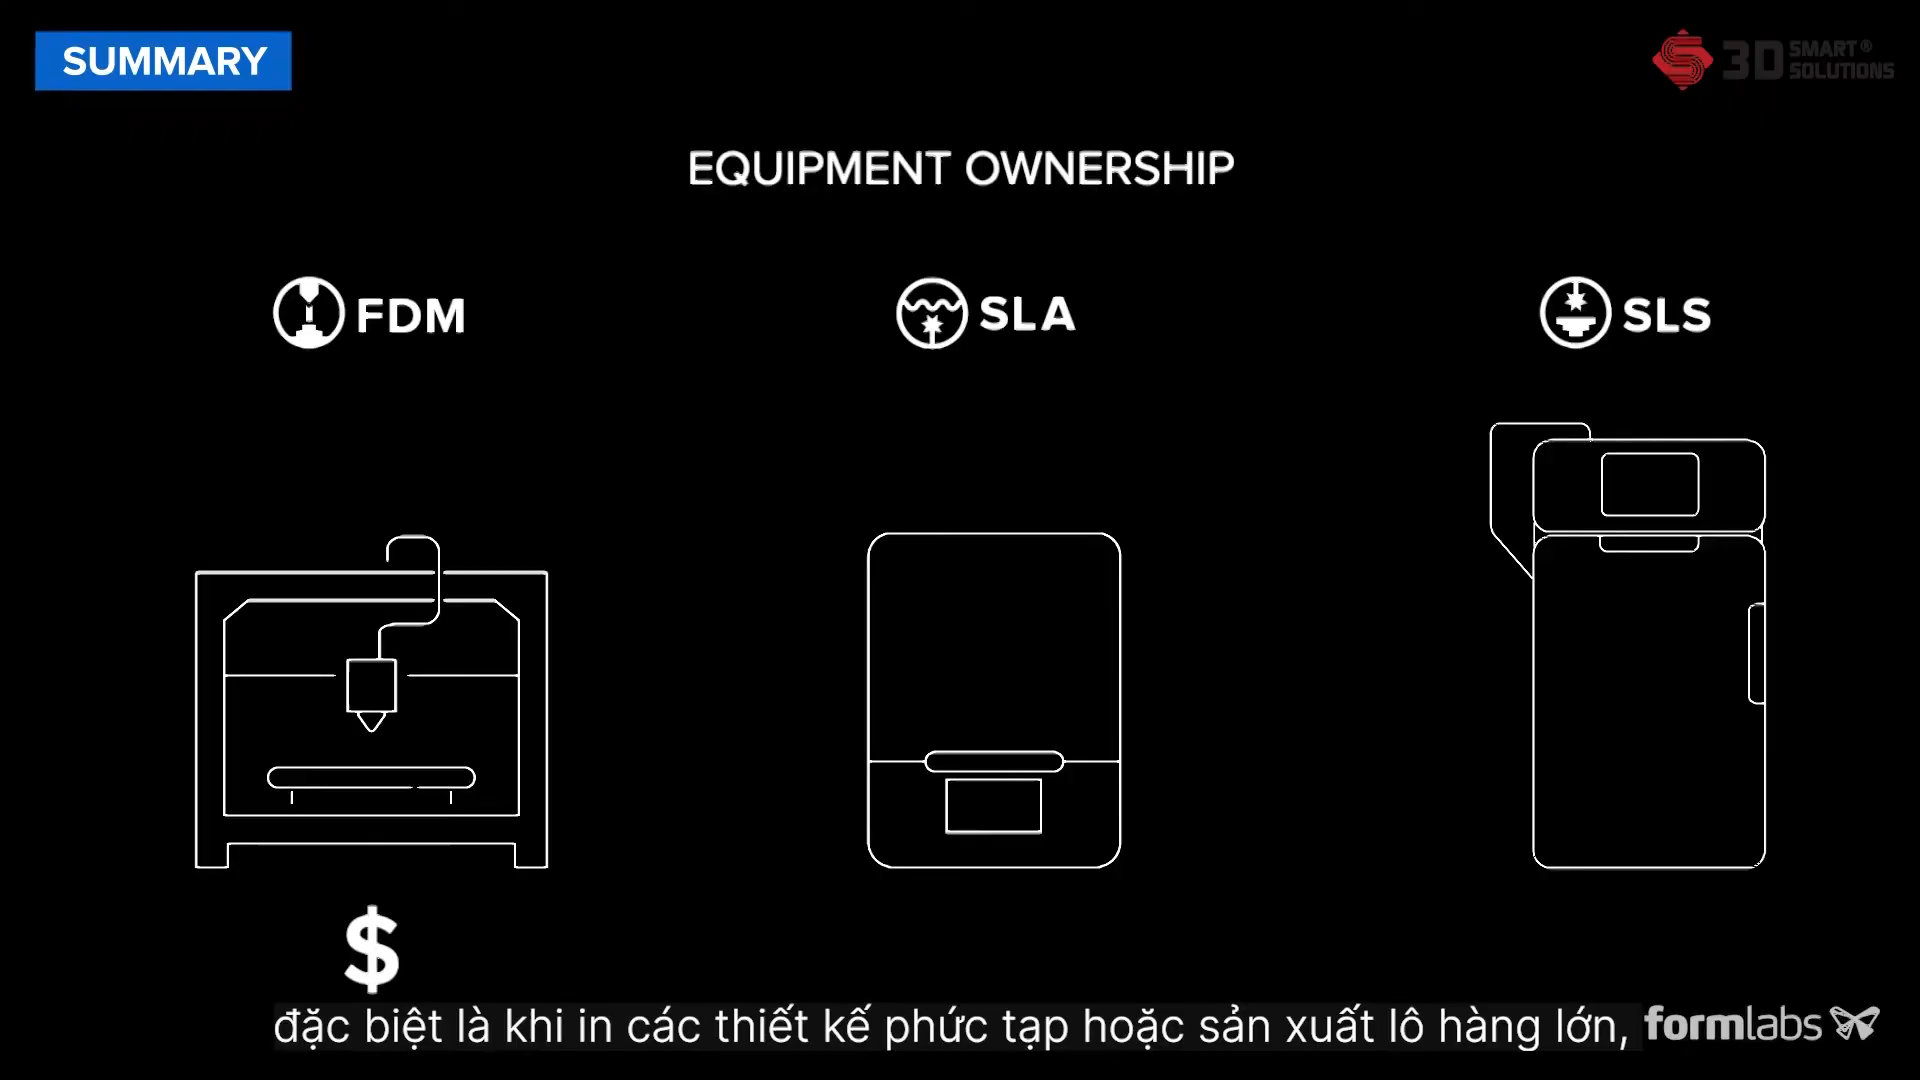 SUMMARY
3D SMART® SOLUTIONS
EQUIPMENT OWNERSHIP
FDM
SLA
SLS
$
đặc biệt là khi in các thiết kế phức tạp hoặc sản xuất lô hàng lớn,
formlabs